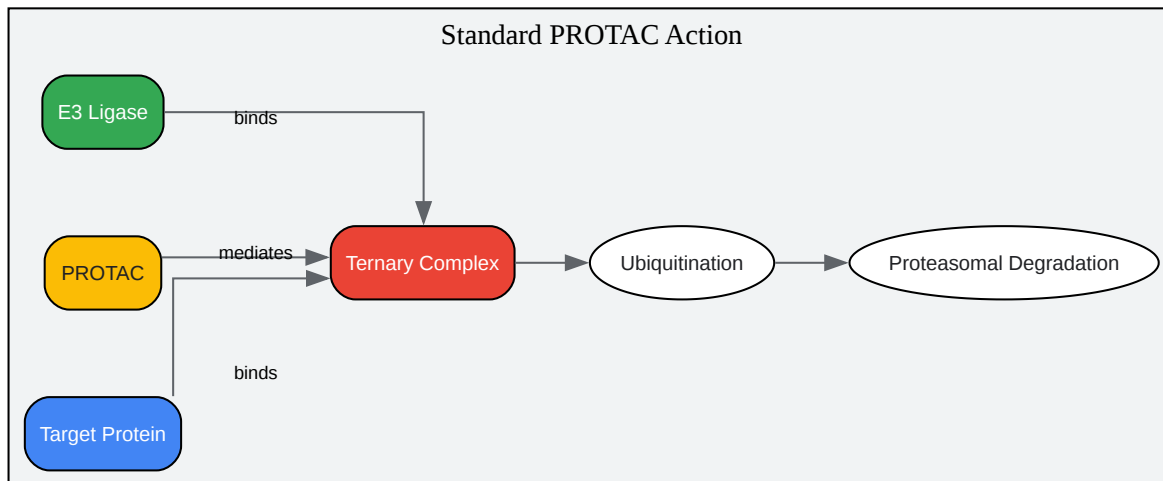 Standard PROTAC Action
E3 Ligase
binds
PROTAC
mediates
Ternary Complex
Ubiquitination
Proteasomal Degradation
binds
Target Protein